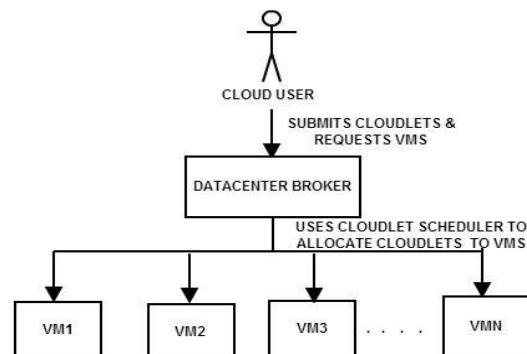 CLOUD USER
SUBMITS CLOUDLETS &
REQUESTS VMS
DATACENTER BROKER
USES CLOUDLET SCHEDULER TO
ALLOCATE CLOUDLETS TO VMS
VM1
VM2
VM3
. . . .
VMN